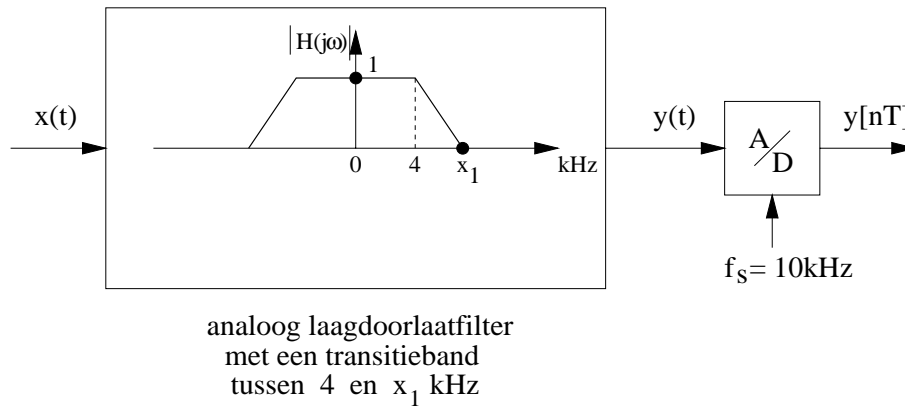 |H(jω)|
1
x(t)
y(t)
y[nT]
A/D
0
4
x₁
kHz
fₛ= 10kHz
analoog laagdoorlaatfilter
met een transitieband
tussen 4 en x₁ kHz